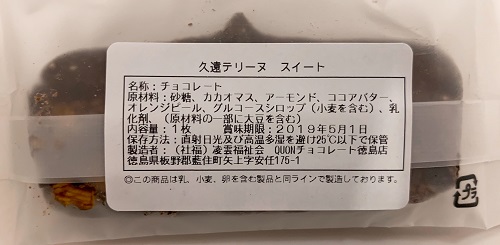 久遠テリーヌ スイート
名称：チョコレート
原材料：砂糖、カカオマス、アーモンド、ココアバター、
オレンジピール、グルコースシロップ（小麦を含む）、乳
化剤、（原材料の一部に大豆を含む）
内容量：1枚 賞味期限：2019年5月1日
保存方法：直射日光及び高温多湿を避け25℃以下で保管
製造者：（社福）凌雲福祉会 QUONチョコレート徳島店
徳島県板野郡藍住町矢上字安任175-1
◎この商品は乳、小麦、卵を含む製品と同ラインで製造しております。
プラ